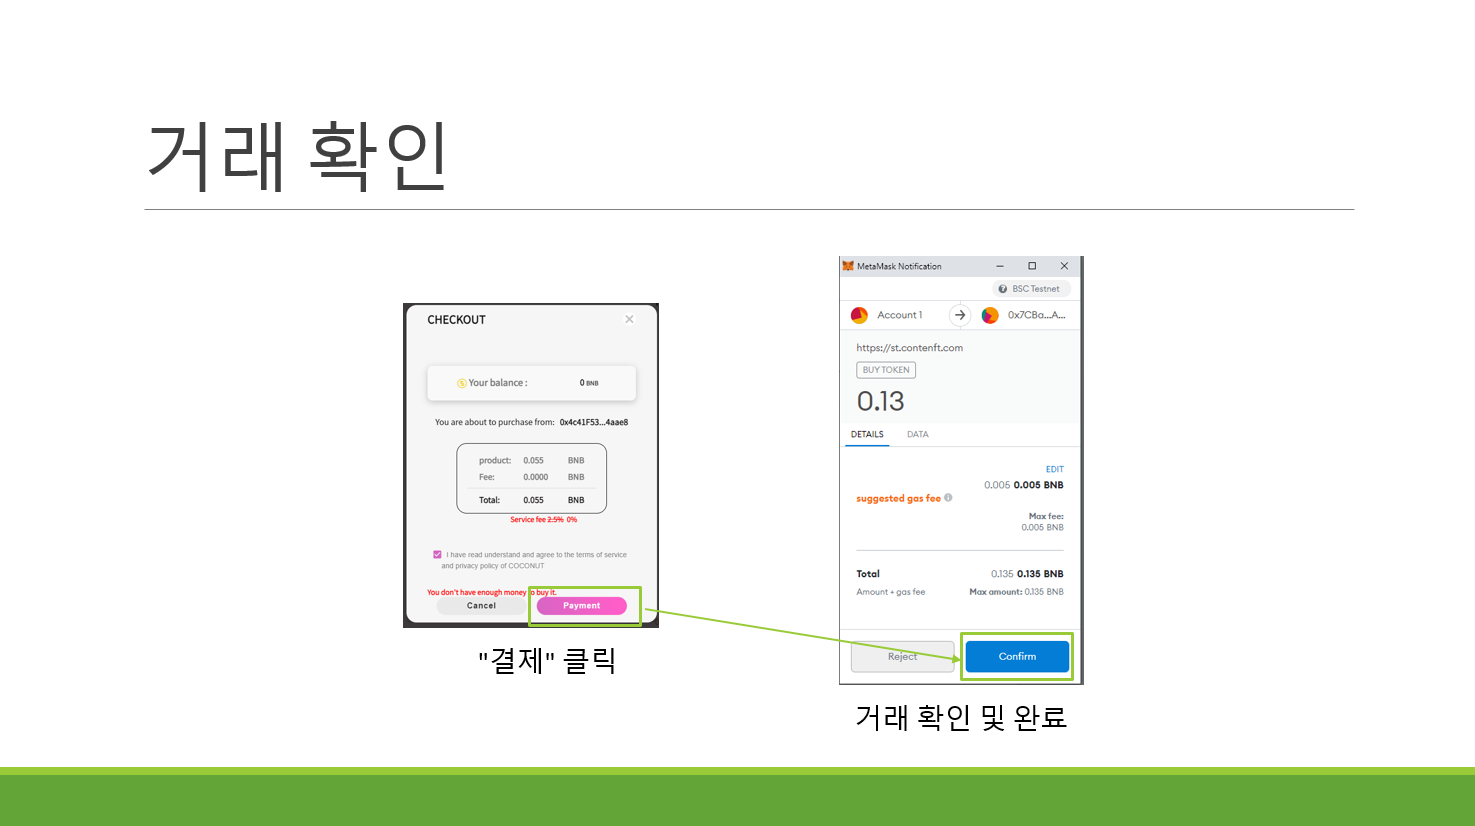 거래 확인
CHECKOUT
Your balance : 0 BNB
You are about to purchase from: 0x4c41F53...4aae8
product: 0.055 BNB
Fee: 0.0000 BNB
Total: 0.055 BNB
Service fee 2.5% 0%
I have read understand and agree to the terms of service
and privacy policy of COCONUT
You don't have enough money to buy it.
Cancel Payment
"결제" 클릭
MetaMask Notification
BSC Testnet
Account 1 0x7CBa...A...
https://st.contenft.com
BUY TOKEN
0.13
DETAILS DATA
EDIT
0.005 0.005 BNB
suggested gas fee
Max fee:
0.005 BNB
Total 0.135 0.135 BNB
Amount + gas fee Max amount: 0.135 BNB
Reject Confirm
거래 확인 및 완료